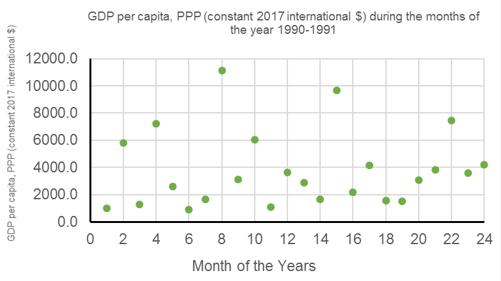 GDP per capita, PPP (constant 2017 international $) during the months of
the year 1990-1991
GDP per capita, PPP (constant 2017 international $)
12000.0
10000.0
8000.0
6000.0
4000.0
2000.0
0.0
0 2 4 6 8 10 12 14 16 18 20 22 24
Month of the Years